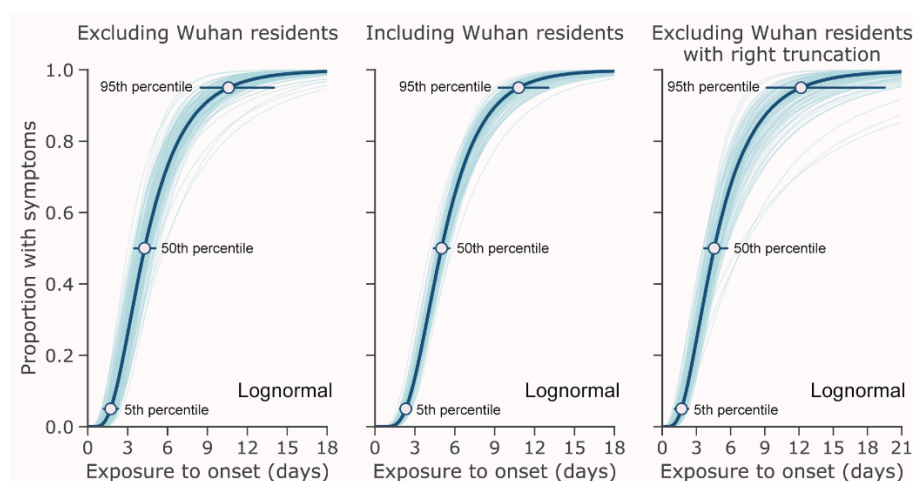 Excluding Wuhan residents
1.0
0.8
0.6
0.4
0.2
0.0
Proportion with symptoms
95th percentile
50th percentile
5th percentile
Lognormal
0 3 6 9 12 15 18
Exposure to onset (days)
Including Wuhan residents
95th percentile
50th percentile
5th percentile
Lognormal
0 3 6 9 12 15 18
Exposure to onset (days)
Excluding Wuhan residents
with right truncation
95th percentile
50th percentile
5th percentile
Lognormal
0 3 6 9 12 15 18 21
Exposure to onset (days)